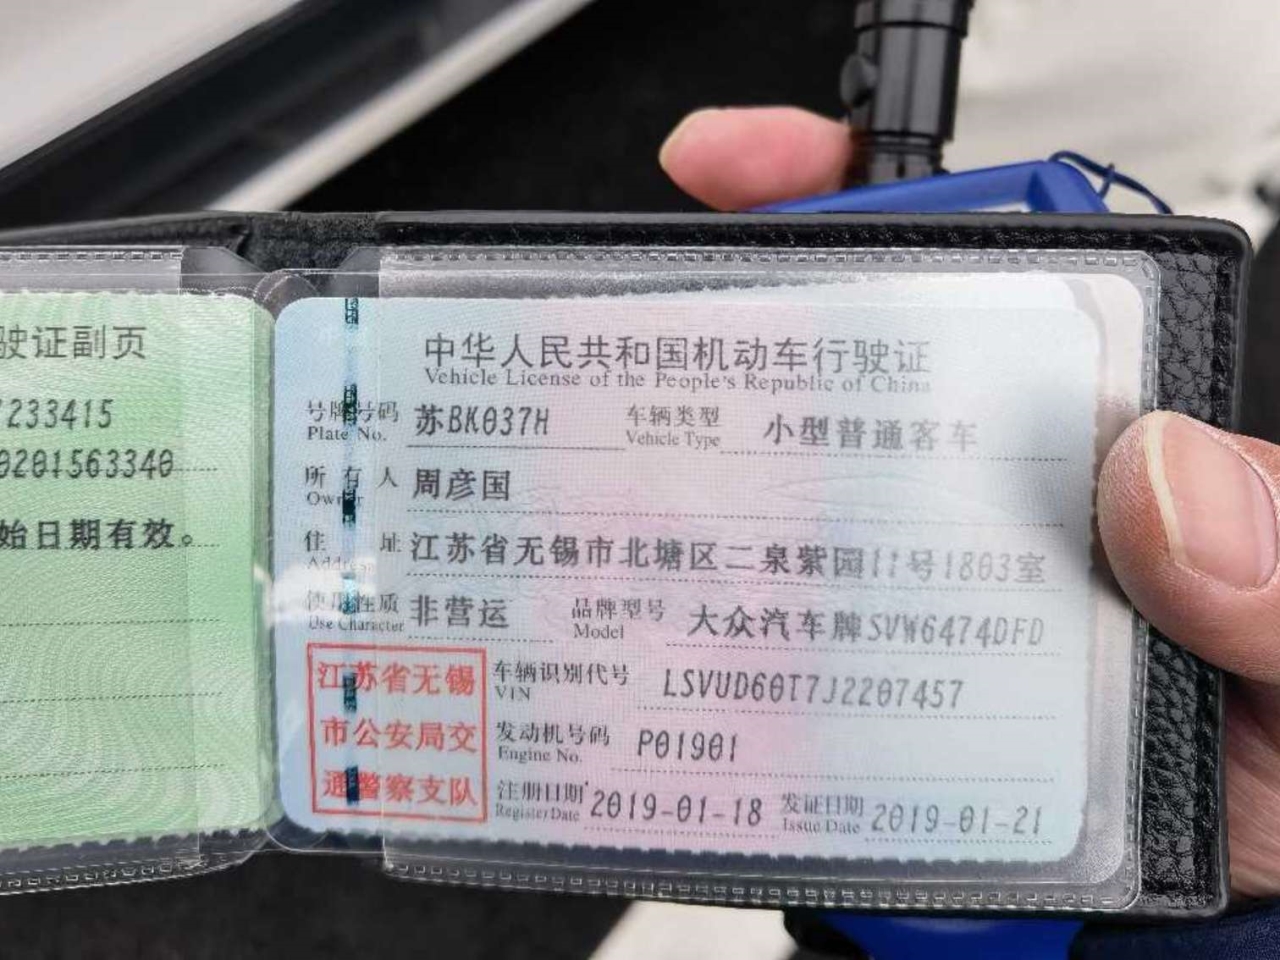 驶证副页
233415
0201563340
始日期有效。
中华人民共和国机动车行驶证
Vehicle License of the People's Republic of China
号牌号码 苏BK037H 车辆类型 小型普通客车
Plate No. Vehicle Type
所有人 周彦国
Owner
住址 江苏省无锡市北塘区二泉紫园11号1803室
Address
使用性质 非营运 品牌型号 大众汽车牌SVW6474DFD
Use Character Model
江苏省无锡
市公安局交
通警察支队
车辆识别代号 LSVUD60T7J2207457
VIN
发动机号码 P01901
Engine No.
注册日期 2019-01-18 发证日期 2019-01-21
Register Date Issue Date